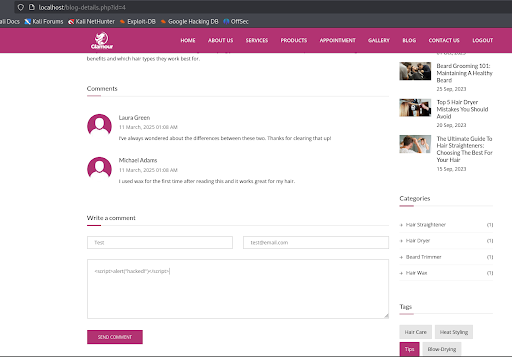 localhost/blog-details.php?id=4
ali Docs Kali Forums Kali NetHunter Exploit-DB Google Hacking DB OffSec
Glamour
HOME ABOUT US SERVICES PRODUCTS APPOINTMENT GALLERY BLOG CONTACT US LOGOUT
benefits and which hair types they work best for.
Comments
Laura Green
11 March, 2025 01:08 AM
I've always wondered about the differences between these two. Thanks for clearing that up!
Michael Adams
11 March, 2025 01:08 AM
I used wax for the first time after reading this and it works great for my hair.
Write a comment
Test
test@email.com
<script>alert("hacked!")</script>
SEND COMMENT
Beard Grooming 101:
Maintaining A Healthy
Beard
25 Sep, 2023
Top 5 Hair Dryer
Mistakes You Should
Avoid
20 Sep, 2023
The Ultimate Guide To
Hair Straighteners:
Choosing The Best For
Your Hair
15 Sep, 2023
Categories
+ Hair Straightener (1)
+ Hair Dryer (1)
+ Beard Trimmer (1)
+ Hair Wax (1)
Tags
Hair Care Heat Styling
Tips Blow-Drying